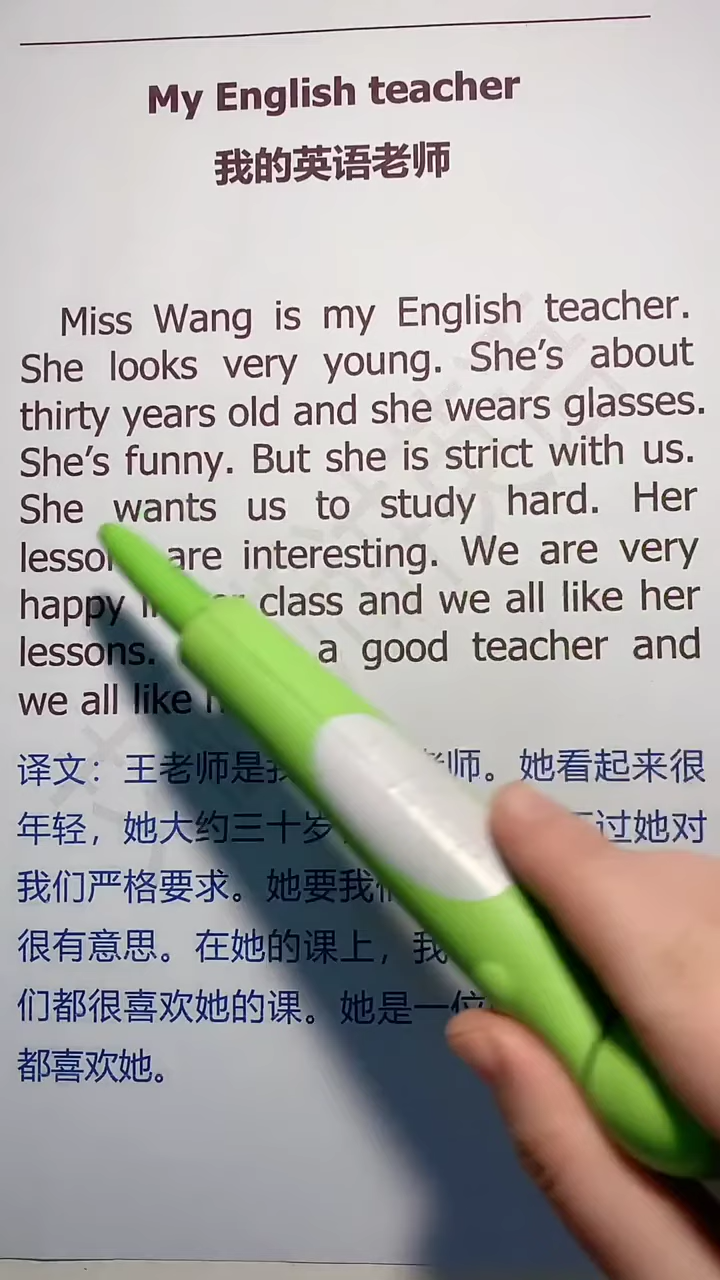 My English teacher
我的英语老师
Miss Wang is my English teacher.
She looks very young. She's about
thirty years old and she wears glasses.
She's funny. But she is strict with us.
She wants us to study hard. Her
are interesting. We are very
happy class and we all like her
lessons. a good teacher and
we all like
译文：王老师是 老师。她看起来很
年轻，她大约三十岁 过她对
我们严格要求。她要我们
很有意思。在她的课上，我
们都很喜欢她的课。她是一位
都喜欢她。